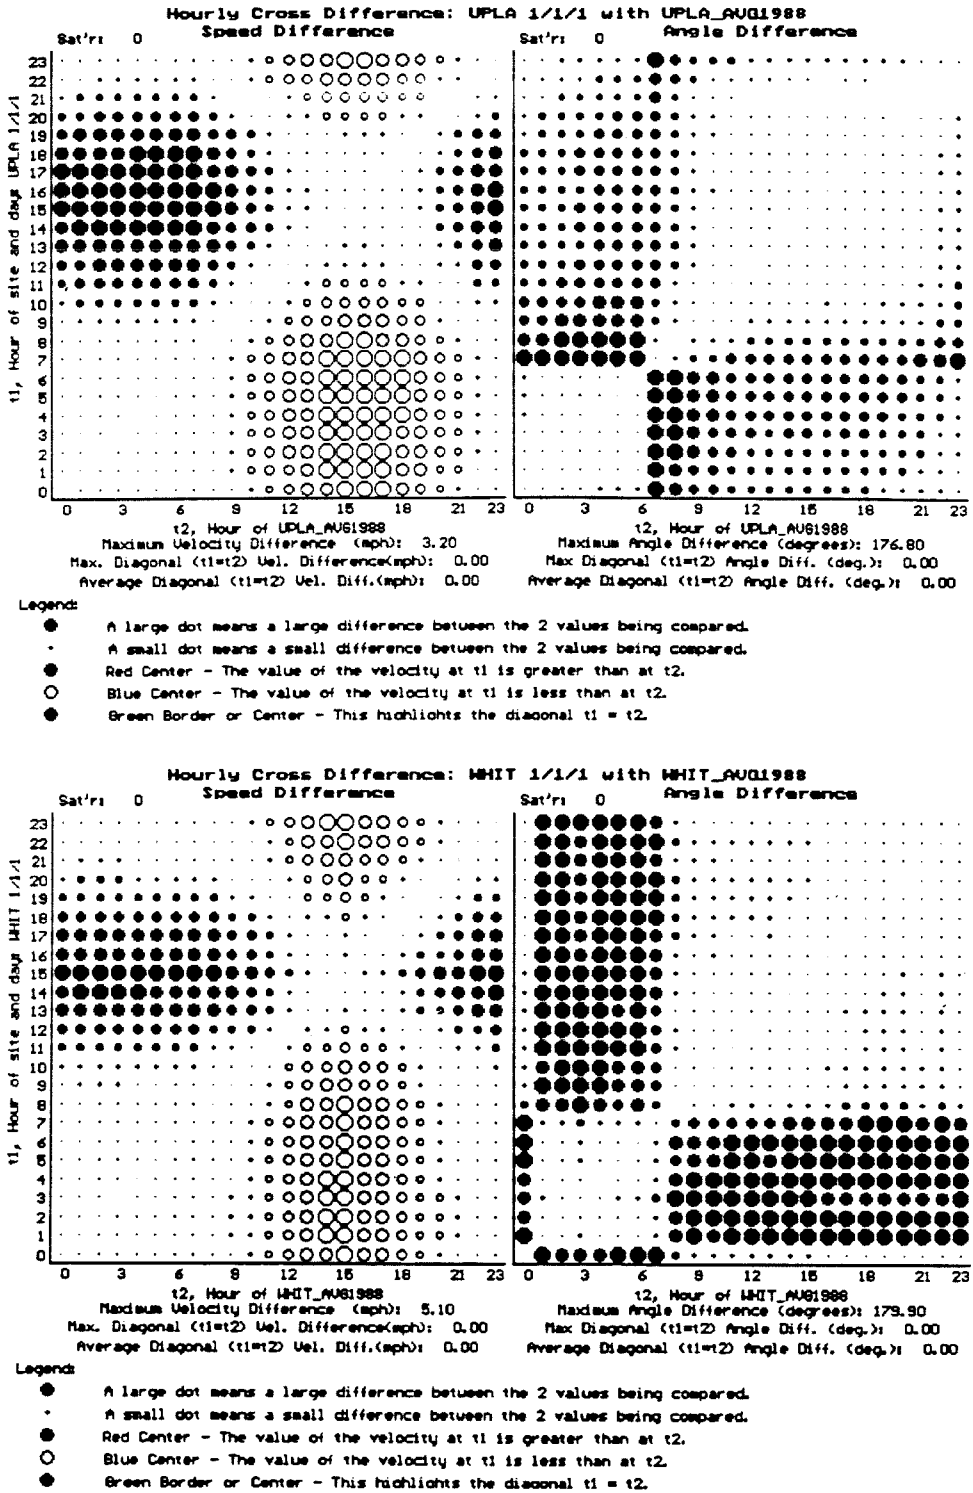 Hourly Cross Difference: UPLA 1/1/1 with UPLA_AVG1988
Speed Difference
Angle Difference
Sat'r: 0
Sat'r: 0
t1, Hour of site and day UPLA 1/1/1
23
22
21
20
19
18
17
16
15
14
13
12
11
10
9
8
7
6
5
4
3
2
1
0
0 3 6 9 12 15 18 21 23
0 3 6 9 12 15 18 21 23
t2, Hour of UPLA_AVG1988
t2, Hour of UPLA_AVG1988
Maximum Velocity Difference (mph): 3.20
Maximum Angle Difference (degrees): 176.80
Max. Diagonal (t1=t2) Vel. Difference(mph): 0.00
Max Diagonal (t1=t2) Angle Diff. (deg.): 0.00
Average Diagonal (t1=t2) Vel. Diff.(mph): 0.00
Average Diagonal (t1=t2) Angle Diff. (deg.): 0.00
Legend:
A large dot means a large difference between the 2 values being compared.
A small dot means a small difference between the 2 values being compared.
Red Center - The value of the velocity at t1 is greater than at t2.
Blue Center - The value of the velocity at t1 is less than at t2.
Green Border or Center - This highlights the diagonal t1 = t2.
Hourly Cross Difference: WHIT 1/1/1 with WHIT_AVG1988
Speed Difference
Angle Difference
Sat'r: 0
Sat'r: 0
t1, Hour of site and day WHIT 1/1/1
23
22
21
20
19
18
17
16
15
14
13
12
11
10
9
8
7
6
5
4
3
2
1
0
0 3 6 9 12 15 18 21 23
0 3 6 9 12 15 18 21 23
t2, Hour of WHIT_AVG1988
t2, Hour of WHIT_AVG1988
Maximum Velocity Difference (mph): 5.10
Maximum Angle Difference (degrees): 179.90
Max. Diagonal (t1=t2) Vel. Difference(mph): 0.00
Max Diagonal (t1=t2) Angle Diff. (deg.): 0.00
Average Diagonal (t1=t2) Vel. Diff.(mph): 0.00
Average Diagonal (t1=t2) Angle Diff. (deg.): 0.00
Legend:
A large dot means a large difference between the 2 values being compared.
A small dot means a small difference between the 2 values being compared.
Red Center - The value of the velocity at t1 is greater than at t2.
Blue Center - The value of the velocity at t1 is less than at t2.
Green Border or Center - This highlights the diagonal t1 = t2.